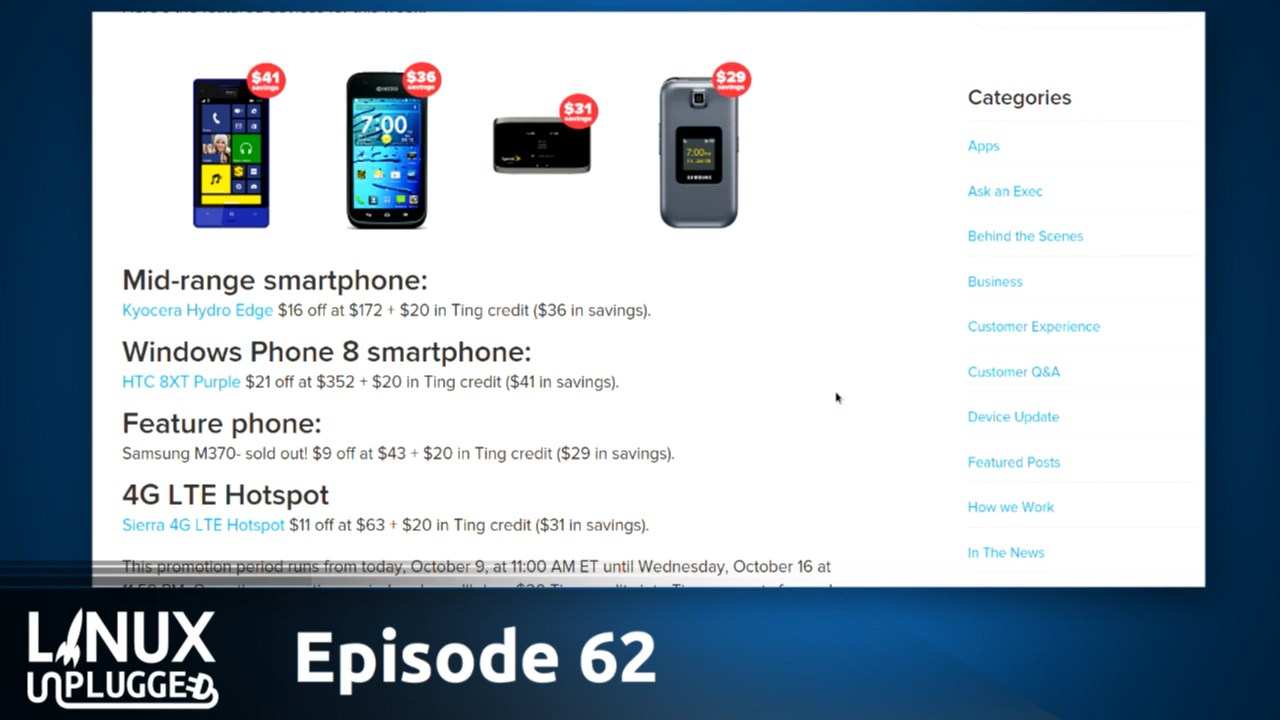 $41
savings
$36
savings
$31
savings
$29
savings
7:00
7:00
SAMSUNG
Mid-range smartphone:
Kyocera Hydro Edge $16 off at $172 + $20 in Ting credit ($36 in savings).
Windows Phone 8 smartphone:
HTC 8XT Purple $21 off at $352 + $20 in Ting credit ($41 in savings).
Feature phone:
Samsung M370- sold out! $9 off at $43 + $20 in Ting credit ($29 in savings).
4G LTE Hotspot
Sierra 4G LTE Hotspot $11 off at $63 + $20 in Ting credit ($31 in savings).
This promotion period runs from today, October 9, at 11:00 AM ET until Wednesday, October 16 at
Categories
Apps
Ask an Exec
Behind the Scenes
Business
Customer Experience
Customer Q&A
Device Update
Featured Posts
How we Work
In The News
LINUX
UNPLUGGED
Episode 62